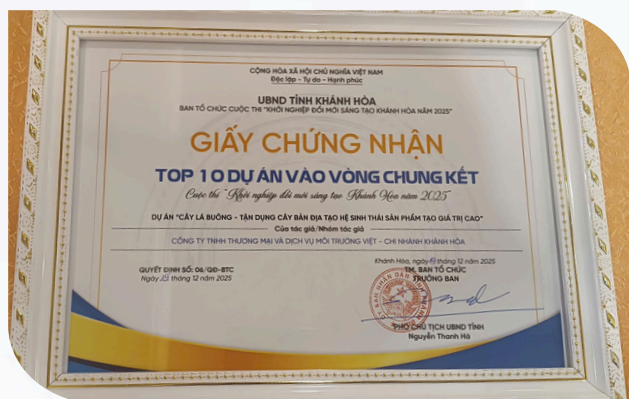 CỘNG HÒA XÃ HỘI CHỦ NGHĨA VIỆT NAM
Độc lập - Tự do - Hạnh phúc
UBND TỈNH KHÁNH HÒA
BAN TỔ CHỨC CUỘC THI "KHỞI NGHIỆP ĐỔI MỚI SÁNG TẠO KHÁNH HÒA NĂM 2025"
GIẤY CHỨNG NHẬN
TOP 10 DỰ ÁN VÀO VÒNG CHUNG KẾT
Cuộc thi "Khởi nghiệp đổi mới sáng tạo Khánh Hòa năm 2025"
DỰ ÁN "CÂY LÁ BUÔNG - TẬN DỤNG CÂY BẢN ĐỊA TẠO HỆ SINH THÁI SẢN PHẨM TẠO GIÁ TRỊ CAO"
Của tác giả/Nhóm tác giả
CÔNG TY TNHH THƯƠNG MẠI VÀ DỊCH VỤ MÔI TRƯỜNG VIỆT - CHI NHÁNH KHÁNH HÒA
Khánh Hòa, ngày tháng 12 năm 2025
QUYẾT ĐỊNH SỐ: 06/QĐ-BTC
Ngày tháng 12 năm 2025
TM. BAN TỔ CHỨC
TRƯỞNG BAN
PHÓ CHỦ TỊCH UBND TỈNH
Nguyễn Thanh Hà